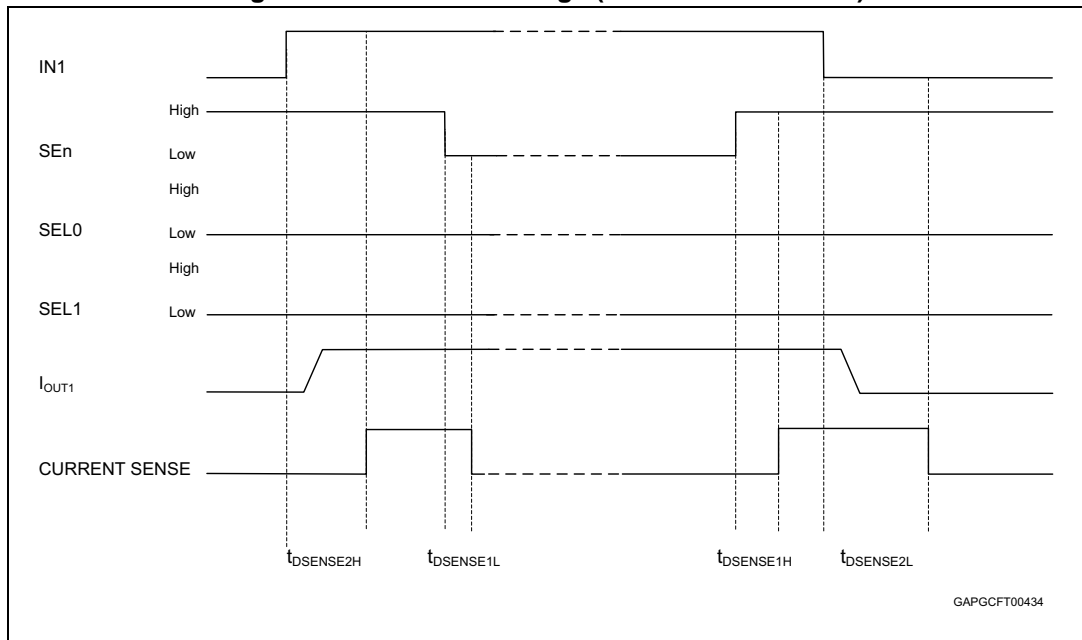 IN1
High
SEn
Low
High
SEL0
Low
High
SEL1
Low
IOUT1
CURRENT SENSE
tDSENSE2H
tDSENSE1L
tDSENSE1H
tDSENSE2L
GAPGCFT00434